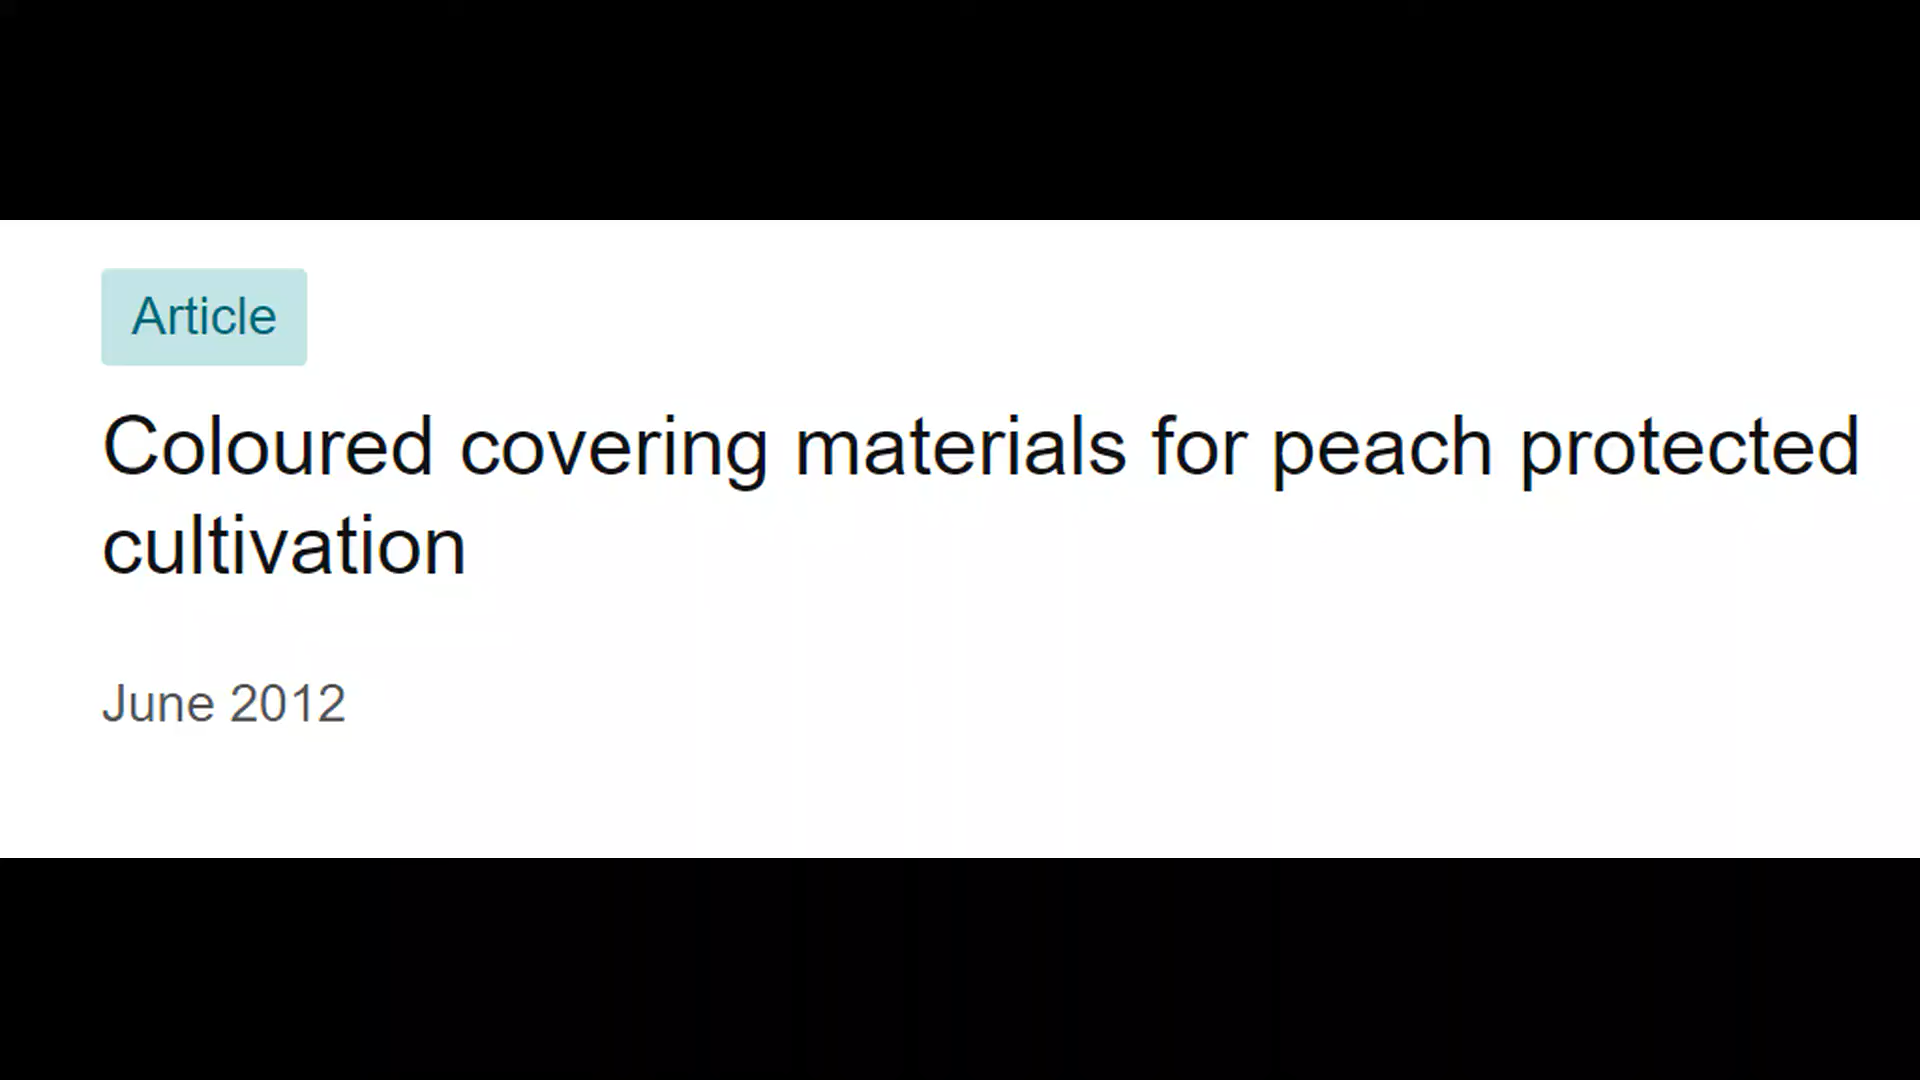 Article
Coloured covering materials for peach protected
cultivation
June 2012